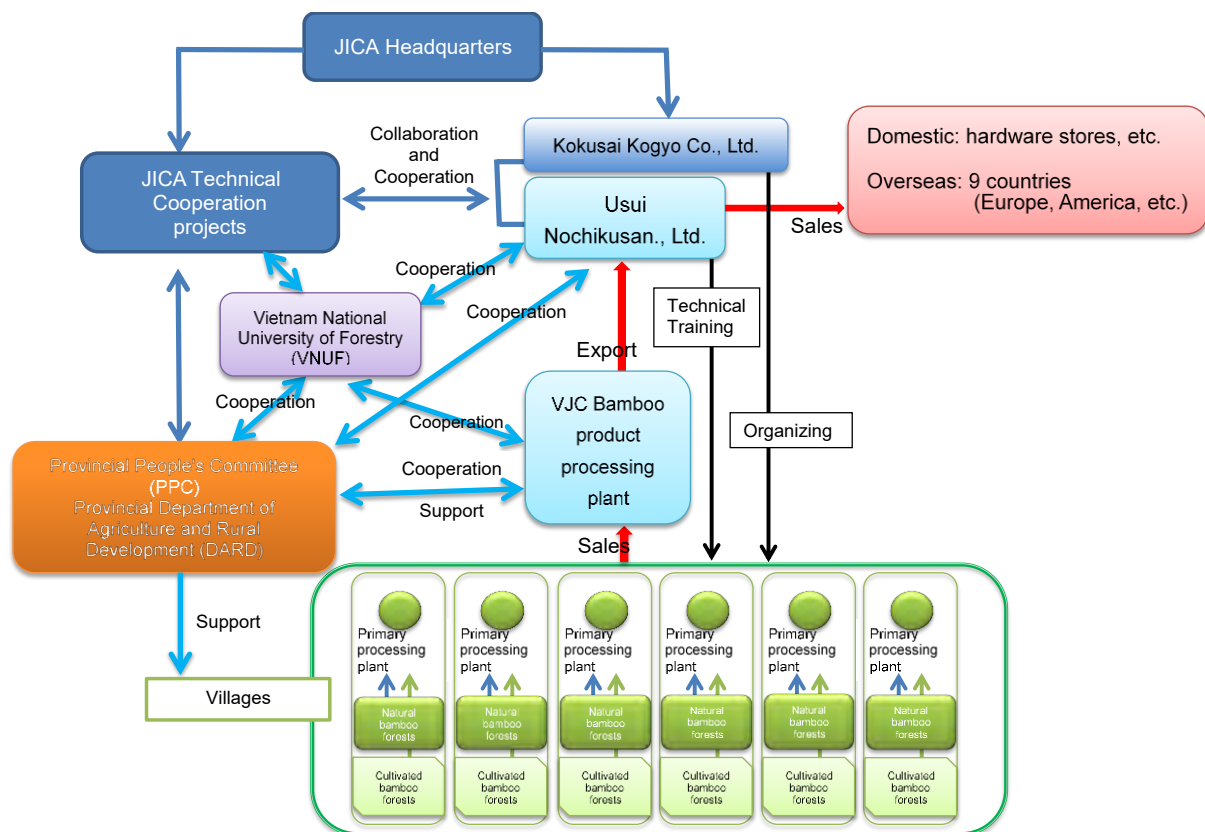 JICA Headquarters
Collaboration
and
Cooperation
Kokusai Kogyo Co., Ltd.
Domestic: hardware stores, etc.
Overseas: 9 countries
(Europe, America, etc.)
JICA Technical
Cooperation
projects
Usui
Nochikusan., Ltd.
Sales
Cooperation
Cooperation
Vietnam National
University of Forestry
(VNUF)
Technical
Training
Export
Cooperation
Cooperation
VJC Bamboo
product
processing
plant
Organizing
Provincial People's Committee
(PPC)
Provincial Department of
Agriculture and Rural
Development (DARD)
Cooperation
Support
Sales
Support
Villages
Primary
processing
plant
Natural
bamboo
forests
Cultivated
bamboo
forests
Primary
processing
plant
Natural
bamboo
forests
Cultivated
bamboo
forests
Primary
processing
plant
Natural
bamboo
forests
Cultivated
bamboo
forests
Primary
processing
plant
Natural
bamboo
forests
Cultivated
bamboo
forests
Primary
processing
plant
Natural
bamboo
forests
Cultivated
bamboo
forests
Primary
processing
plant
Natural
bamboo
forests
Cultivated
bamboo
forests